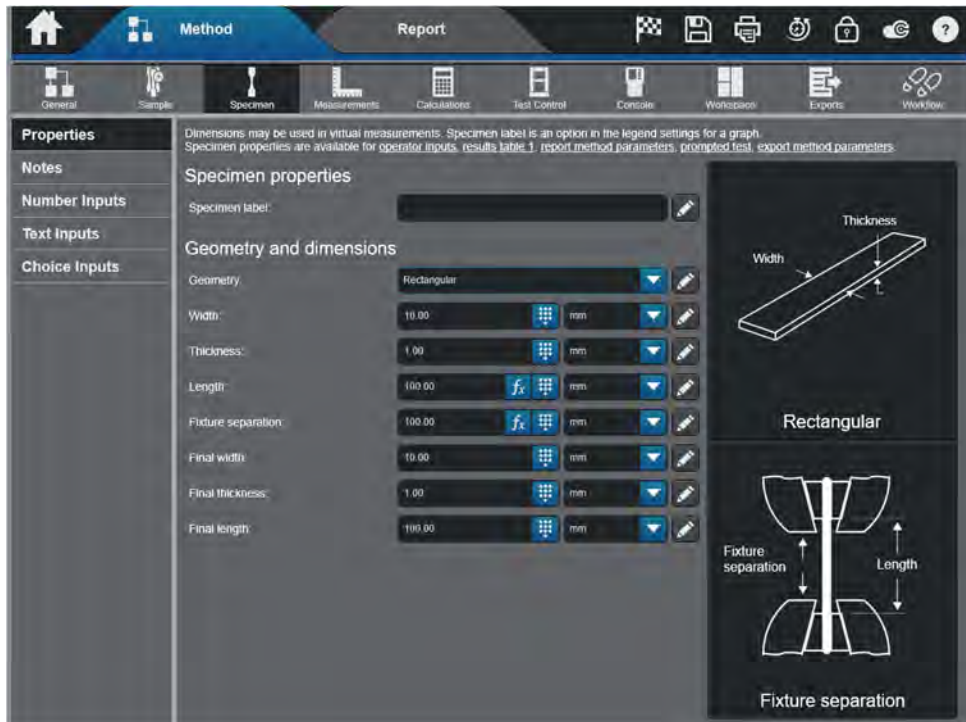 Method
Report
?
General
Sample
Specimen
Measurements
Calculations
Test Control
Console
Workspace
Exports
Workflow
Properties
Notes
Number Inputs
Text Inputs
Choice Inputs
Dimensions may be used in virtual measurements. Specimen label is an option in the legend settings for a graph.
Specimen properties are available for operator inputs, results table 1, report method parameters, prompted test, export method parameters.
Specimen properties
Specimen label:
Geometry and dimensions
Geometry: Rectangular
Width: 10.00 mm
Thickness: 1.00 mm
Length: 100.00 fx mm
Fixture separation: 100.00 fx mm
Final width: 10.00 mm
Final thickness: 1.00 mm
Final length: 100.00 mm
Thickness
Width
Rectangular
Fixture
separation
Length
Fixture separation